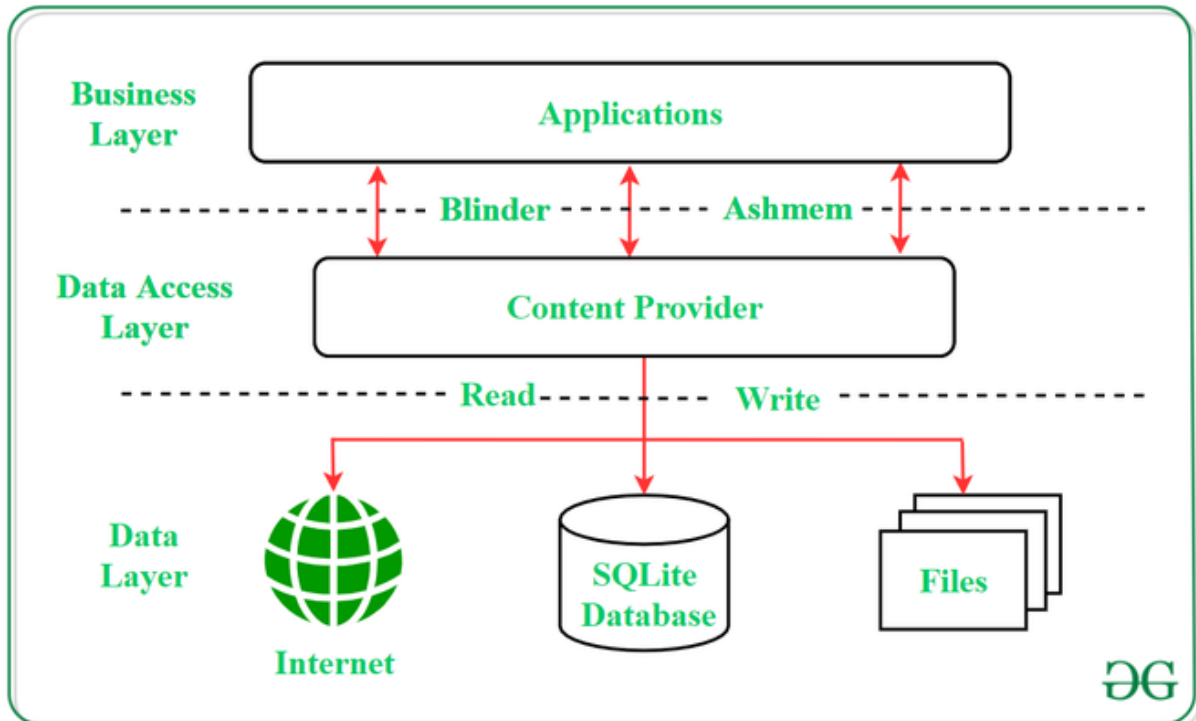 Business
Layer
Applications
Blinder
Ashmem
Data Access
Layer
Content Provider
Read
Write
Data
Layer
Internet
SQLite
Database
Files
GG